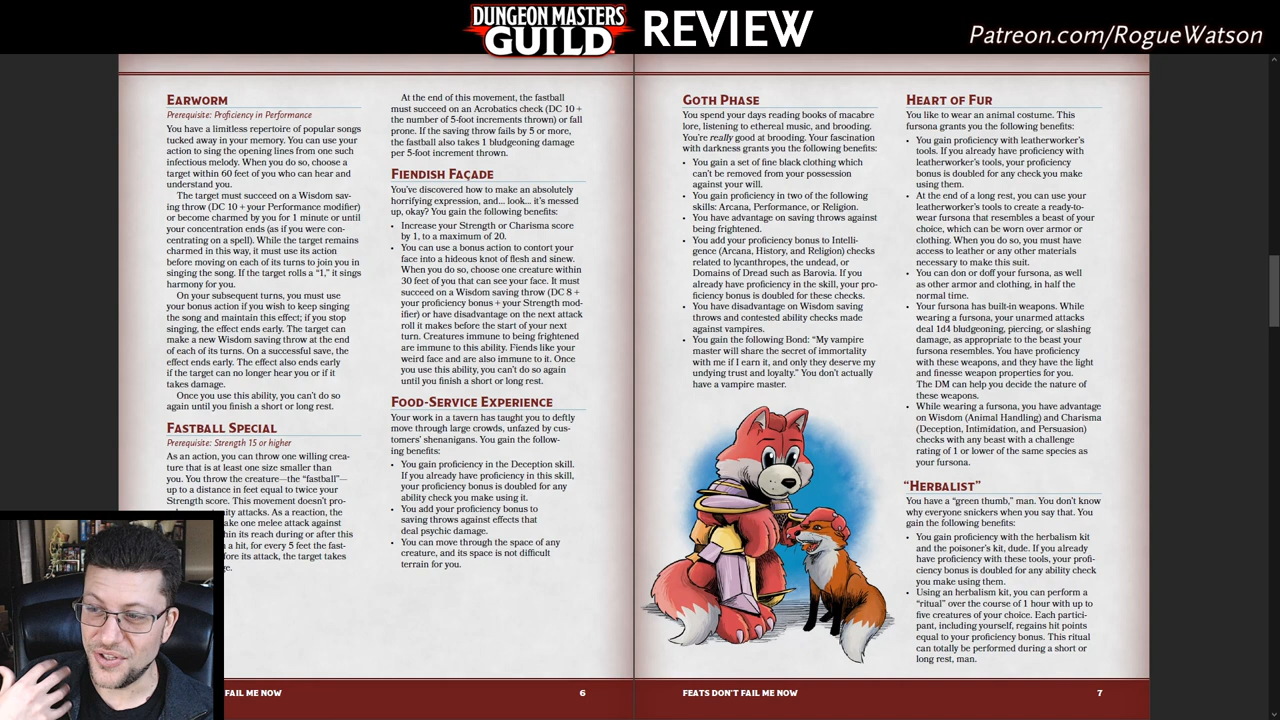 DUNGEON MASTERS
GUILD
REVIEW
Patreon.com/RogueWatson
EARWORM
Prerequisite: Proficiency in Performance
You have a limitless repertoire of popular songs
tucked away in your memory. You can use your
action to sing the opening lines from one such
infectious melody. When you do so, choose a
target within 60 feet of you who can hear and
understand you.
The target must succeed on a Wisdom sav-
ing throw (DC 10 + your Performance modifier)
or become charmed by you for 1 minute or until
your concentration ends (as if you were con-
centrating on a spell). While the target remains
charmed in this way, it must use its action
before moving on each of its turns to join you in
singing the song. If the target rolls a “1,” it sings
harmony for you.
On your subsequent turns, you must use
your bonus action if you wish to keep singing
the song and maintain this effect; if you stop
singing, the effect ends early. The target can
make a new Wisdom saving throw at the end
of each of its turns. On a successful save, the
effect ends early. The effect also ends early
if the target can no longer hear you or if it
takes damage.
Once you use this ability, you can’t do so
again until you finish a short or long rest.
FASTBALL SPECIAL
Prerequisite: Strength 15 or higher
As an action, you can throw one willing crea-
ture that is at least one size smaller than
you. You throw the creature—the “fastball”—
up to a distance in feet equal to twice your
Strength score. This movement doesn’t pro-
attacks. As a reaction, the
make one melee attack against
its reach during or after this
a hit, for every 5 feet the fast-
its attack, the target takes
At the end of this movement, the fastball
must succeed on an Acrobatics check (DC 10 +
the number of 5-foot increments thrown) or fall
prone. If the saving throw fails by 5 or more,
the fastball also takes 1 bludgeoning damage
per 5-foot increment thrown.
FIENDISH FAÇADE
You’ve discovered how to make an absolutely
horrifying expression, and... look... it’s messed
up, okay? You gain the following benefits:
• Increase your Strength or Charisma score
by 1, to a maximum of 20.
• You can use a bonus action to contort your
face into a hideous knot of flesh and sinew.
When you do so, choose one creature within
30 feet of you that can see your face. It must
succeed on a Wisdom saving throw (DC 8 +
your proficiency bonus + your Strength mod-
ifier) or have disadvantage on the next attack
roll it makes before the start of your next
turn. Creatures immune to being frightened
are immune to this ability. Fiends like your
weird face and are also immune to it. Once
you use this ability, you can’t do so again
until you finish a short or long rest.
FOOD-SERVICE EXPERIENCE
Your work in a tavern has taught you to deftly
move through large crowds, unfazed by cus-
tomers’ shenanigans. You gain the follow-
ing benefits:
• You gain proficiency in the Deception skill.
If you already have proficiency in this skill,
your proficiency bonus is doubled for any
ability check you make using it.
• You add your proficiency bonus to
saving throws against effects that
deal psychic damage.
• You can move through the space of any
creature, and its space is not difficult
terrain for you.
FAIL ME NOW
6
GOTH PHASE
You spend your days reading books of macabre
lore, listening to ethereal music, and brooding.
You’re really good at brooding. Your fascination
with darkness grants you the following benefits:
• You gain a set of fine black clothing which
can’t be removed from your possession
against your will.
• You gain proficiency in two of the following
skills: Arcana, Performance, or Religion.
• You have advantage on saving throws against
being frightened.
• You add your proficiency bonus to Intelli-
gence (Arcana, History, and Religion) checks
related to lycanthropes, the undead, or
Domains of Dread such as Barovia. If you
already have proficiency in the skill, your pro-
ficiency bonus is doubled for these checks.
• You have disadvantage on Wisdom saving
throws and contested ability checks made
against vampires.
• You gain the following Bond: “My vampire
master will share the secret of immortality
with me if I earn it, and only they deserve my
undying trust and loyalty.” You don’t actually
have a vampire master.
HEART OF FUR
You like to wear an animal costume. This
fursona grants you the following benefits:
• You gain proficiency with leatherworker’s
tools. If you already have proficiency with
leatherworker’s tools, your proficiency
bonus is doubled for any check you make
using them.
• At the end of a long rest, you can use your
leatherworker’s tools to create a ready-to-
wear fursona that resembles a beast of your
choice, which can be worn over armor or
clothing. When you do so, you must have
access to leather or any other materials
necessary to make this suit.
• You can don or doff your fursona, as well
as other armor and clothing, in half the
normal time.
• Your fursona has built-in weapons. While
wearing a fursona, your unarmed attacks
deal 1d4 bludgeoning, piercing, or slashing
damage, as appropriate to the beast your
fursona resembles. You have proficiency
with these weapons, and they have the light
and finesse weapon properties for you.
The DM can help you decide the nature of
these weapons.
• While wearing a fursona, you have advantage
on Wisdom (Animal Handling) and Charisma
(Deception, Intimidation, and Persuasion)
checks with any beast with a challenge
rating of 1 or lower of the same species as
your fursona.
“HERBALIST”
You have a “green thumb,” man. You don’t know
why everyone snickers when you say that. You
gain the following benefits:
• You gain proficiency with the herbalism kit
and the poisoner’s kit, dude. If you already
have proficiency with these tools, your profi-
ciency bonus is doubled for any ability check
you make using them.
• Using an herbalism kit, you can perform a
“ritual” over the course of 1 hour with up to
five creatures of your choice. Each partici-
pant, including yourself, regains hit points
equal to your proficiency bonus. This ritual
can totally be performed during a short or
long rest, man.
FEATS DON’T FAIL ME NOW
7